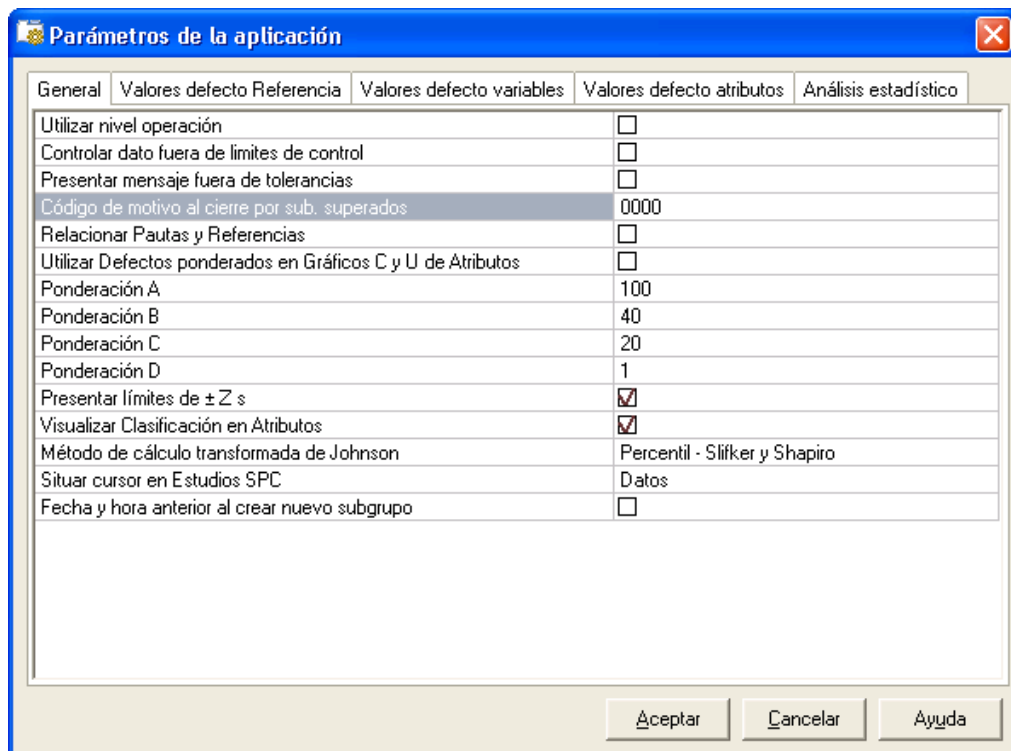 Parámetros de la aplicación
General Valores defecto Referencia Valores defecto variables Valores defecto atributos Análisis estadístico
Utilizar nivel operación
Controlar dato fuera de limites de control
Presentar mensaje fuera de tolerancias
Código de motivo al cierre por sub. superados 0000
Relacionar Pautas y Referencias
Utilizar Defectos ponderados en Gráficos C y U de Atributos
Ponderación A 100
Ponderación B 40
Ponderación C 20
Ponderación D 1
Presentar límites de ± Z s
Visualizar Clasificación en Atributos
Método de cálculo transformada de Johnson Percentil - Slifker y Shapiro
Situar cursor en Estudios SPC Datos
Fecha y hora anterior al crear nuevo subgrupo
Aceptar Cancelar Ayuda